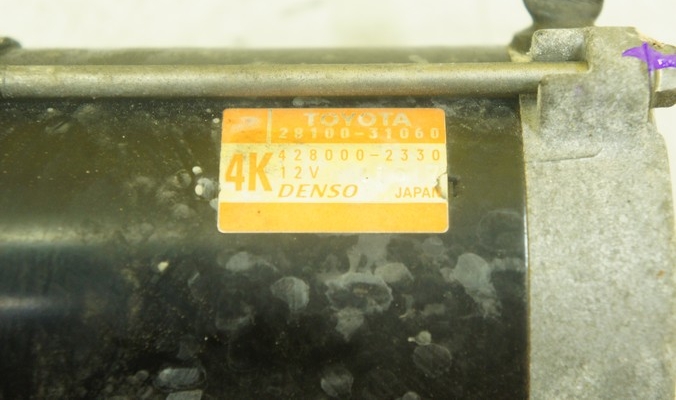 TOYOTA
28100-31060
4K
428000-2330
12V
DENSO JAPAN